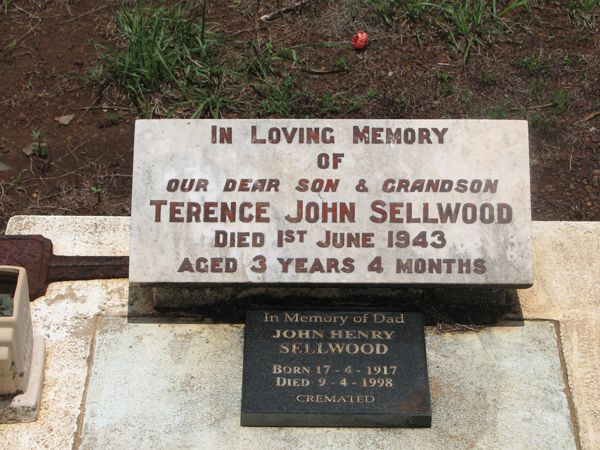 IN LOVING MEMORY
OF
OUR DEAR SON & GRANDSON
TERENCE JOHN SELLWOOD
DIED 1ST JUNE 1943
AGED 3 YEARS 4 MONTHS
In Memory of Dad
JOHN HENRY
SELLWOOD
BORN 17-4-1917
DIED 9-4-1998
CREMATED